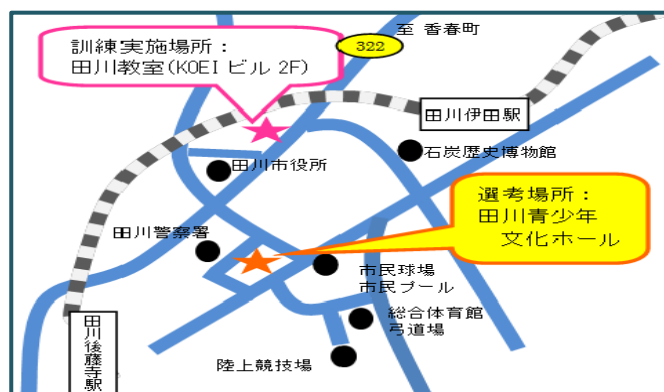 至 香春町
322
訓練実施場所：
田川教室(KOEI ビル 2F)
田川伊田駅
石炭歴史博物館
田川市役所
選考場所：
田川青少年
文化ホール
田川警察署
市民球場
市民プール
総合体育館
弓道場
陸上競技場
田川後藤寺駅